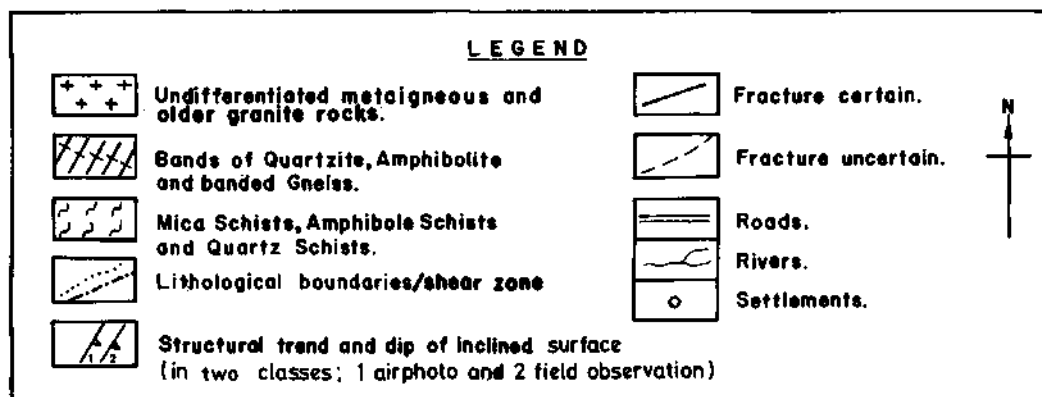 LEGEND
Undifferentiated metaigneous and
older granite rocks.
Bands of Quartzite, Amphibolite
and banded Gneiss.
Mica Schists, Amphibole Schists
and Quartz Schists.
Lithological boundaries/shear zone
1 2
Structural trend and dip of inclined surface
(in two classes; 1 airphoto and 2 field observation)
Fracture certain.
Fracture uncertain.
Roads.
Rivers.
Settlements.
N